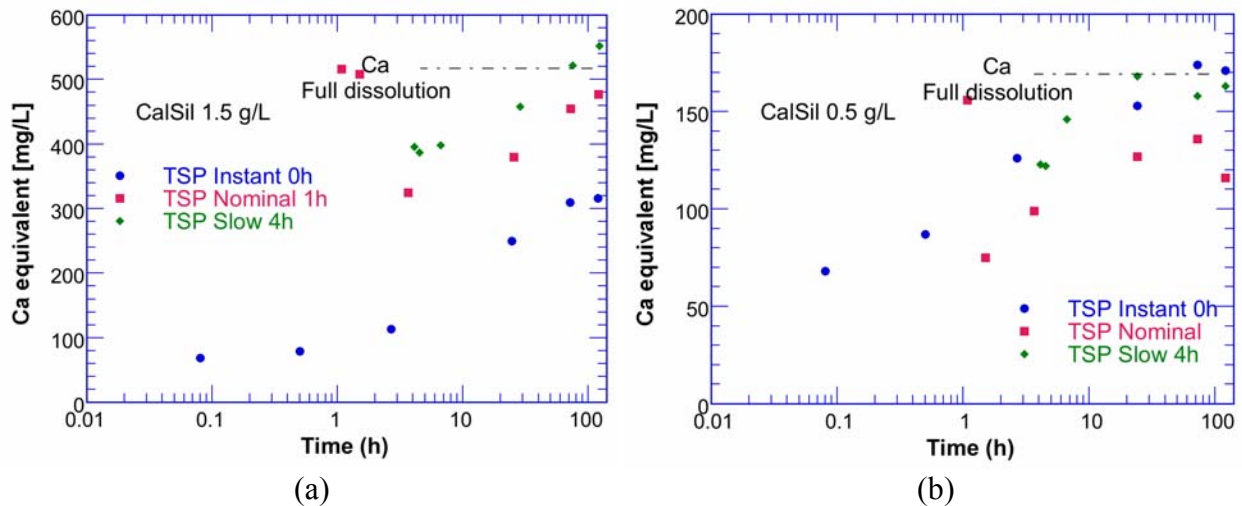 600
500
400
300
200
100
0
Ca equivalent [mg/L]
Ca
Full dissolution
CalSil 1.5 g/L
TSP Instant 0h
TSP Nominal 1h
TSP Slow 4h
0.01 0.1 1 10 100
Time (h)
(a)
200
150
100
50
0
Ca equivalent [mg/L]
Ca
Full dissolution
CalSil 0.5 g/L
TSP Instant 0h
TSP Nominal
TSP Slow 4h
0.01 0.1 1 10 100
Time (h)
(b)